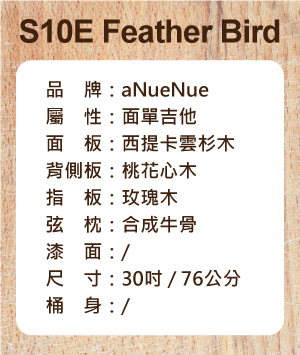 S10E Feather Bird
品　牌：aNueNue
屬　性：面單吉他
面　板：西提卡雲杉木
背側板：桃花心木
指　板：玫瑰木
弦　枕：合成牛骨
漆　面：/
尺　寸：30吋 / 76公分
桶　身：/